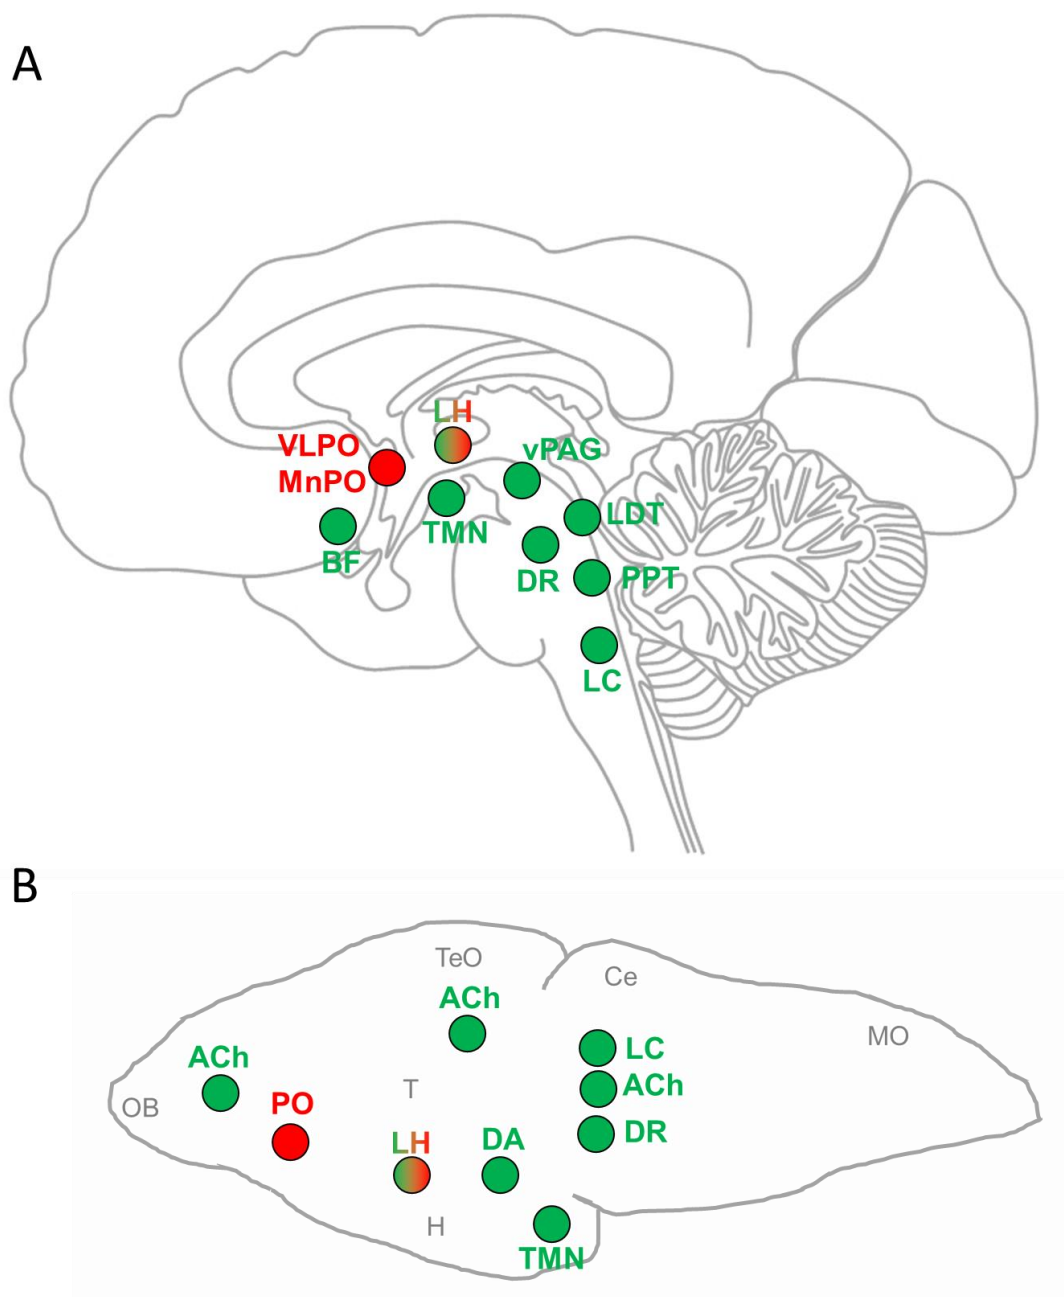 A
LH
VLPO
vPAG
MnPO
LDT
TMN
BF
DR
PPT
LC
B
TeO
Ce
ACh
MO
LC
ACh
ACh
T
OB
PO
DR
LH
DA
H
TMN